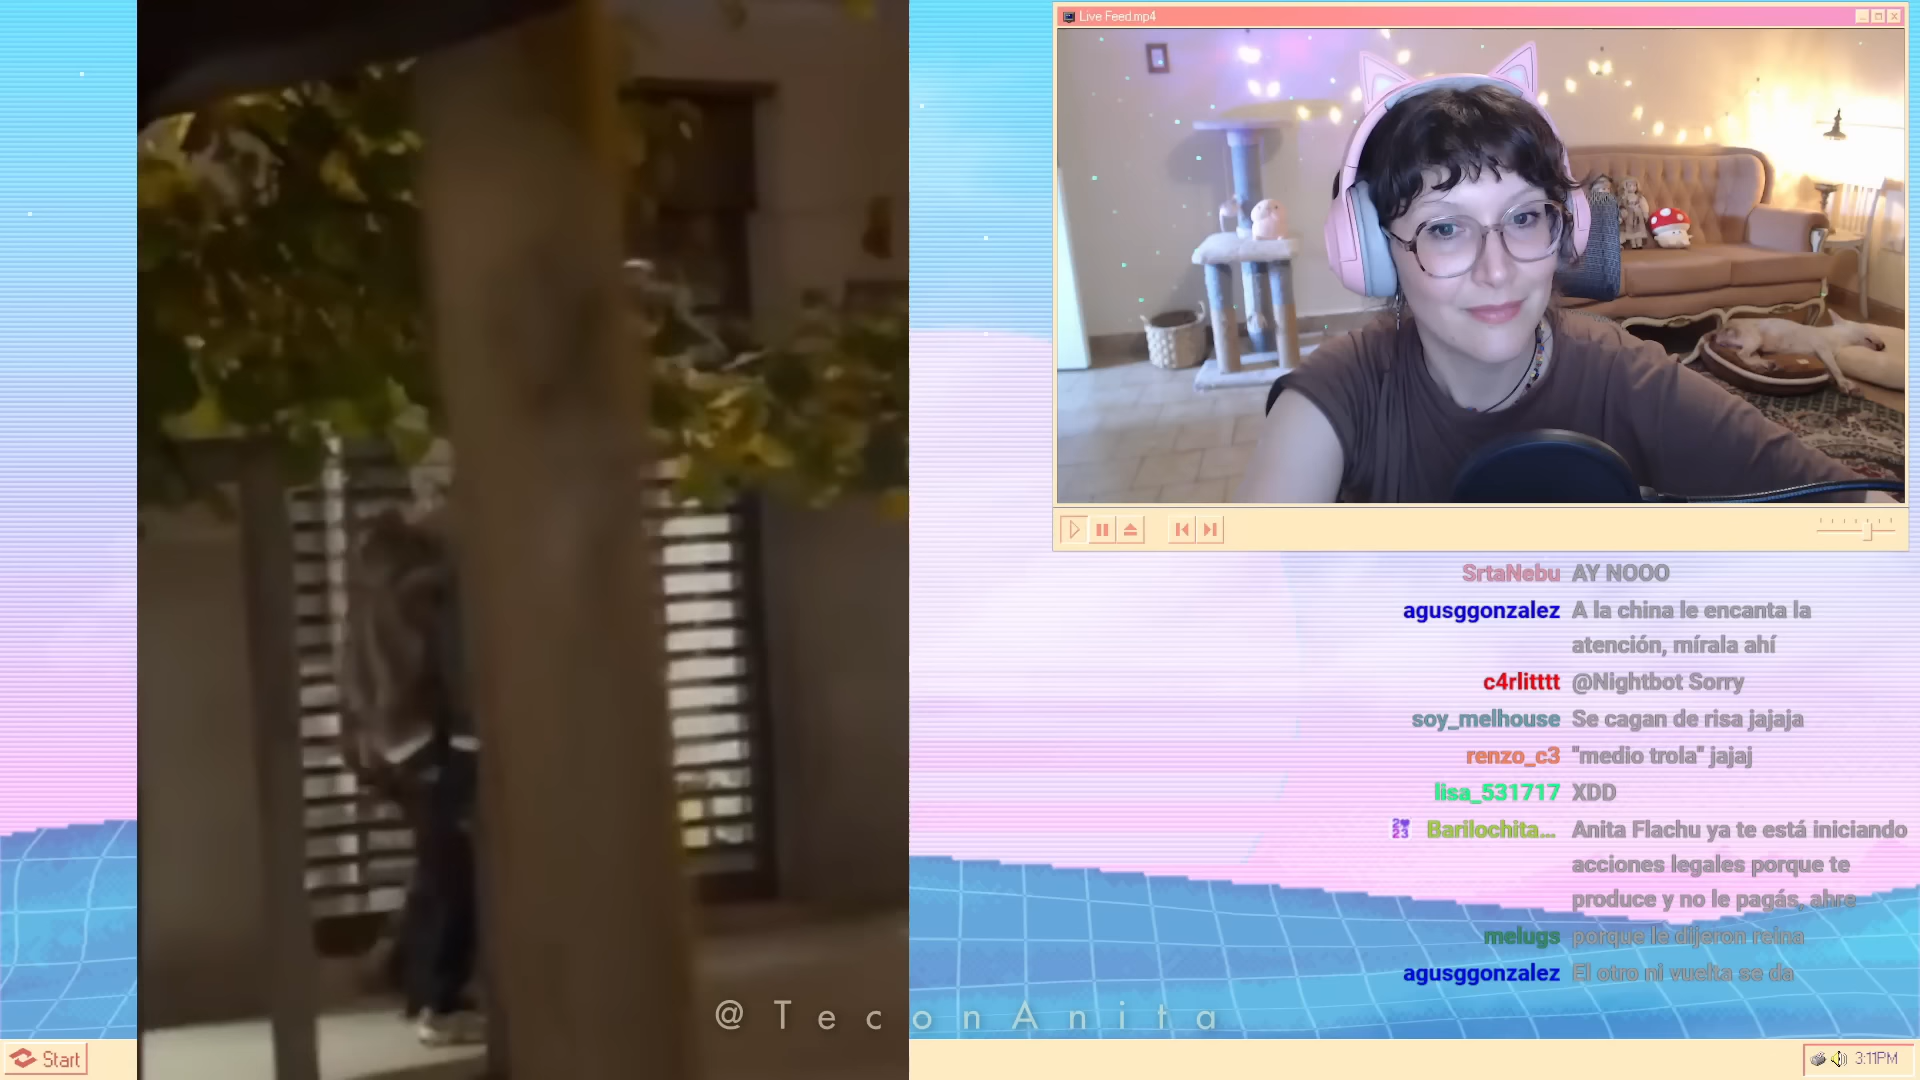 Live Feed.mp4
SrtaNebu AY NOOO
agusggonzalez A la china le encanta la
atención, mírala ahí
c4rlitttt @Nightbot Sorry
soy_melhouse Se cagan de risa jajaja
renzo_c3 "medio trola" jajaj
lisa_531717 XDD
2023 Barilochita... Anita Flachu ya te está iniciando
acciones legales porque te
produce y no le pagás, ahre
melugs porque le dijeron reina
agusggonzalez El otro ni vuelta se da
@TeconAnita
Start
3:11PM